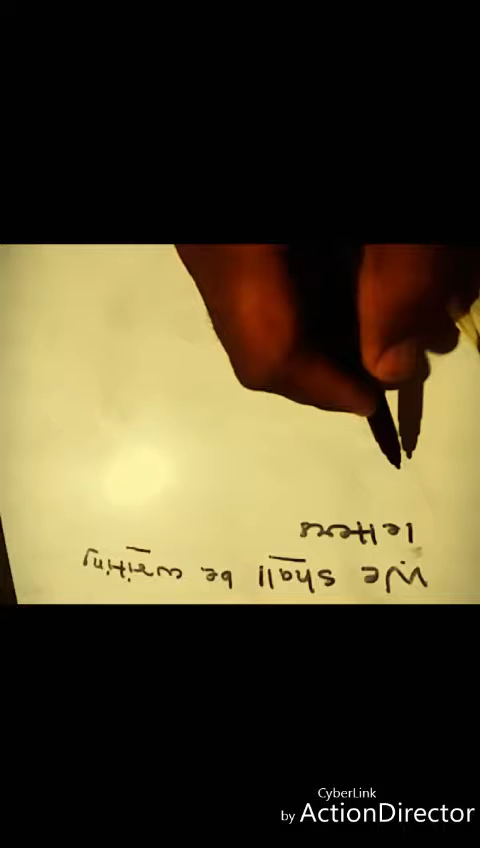 We shall be writing
letters
CyberLink
by ActionDirector